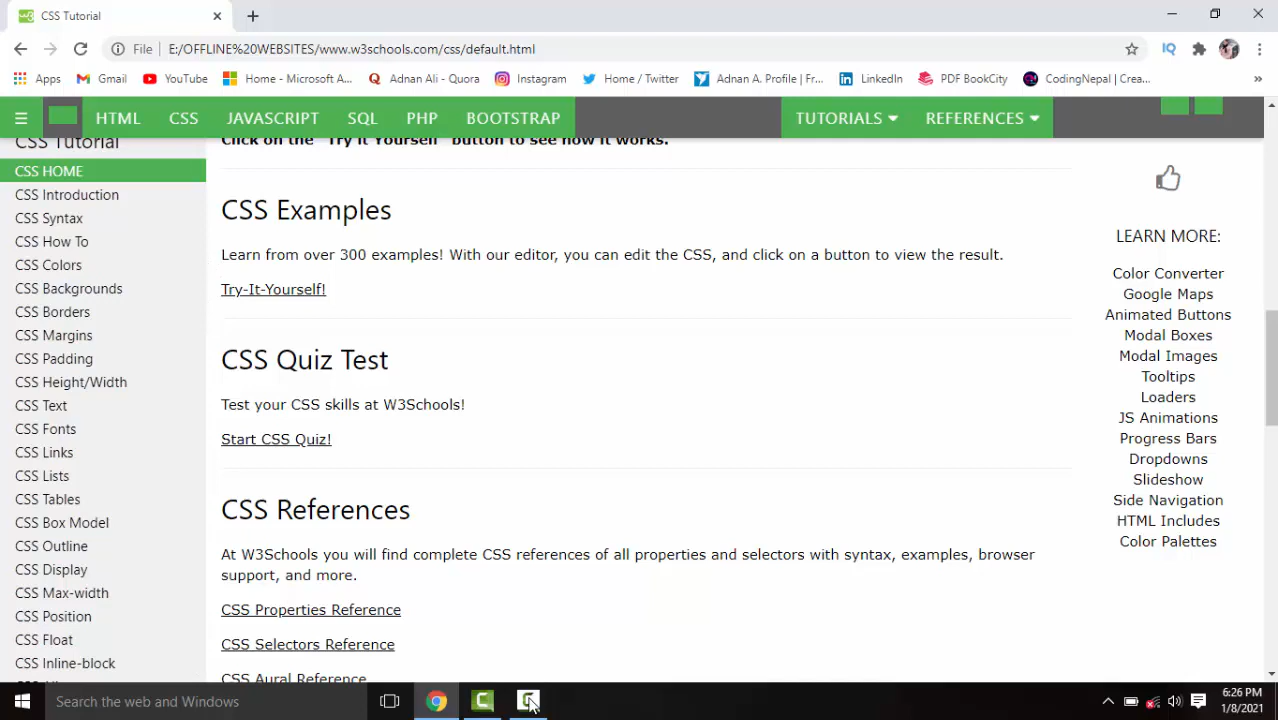 CSS Tutorial
File
E:/OFFLINE%20WEBSITES/www.w3schools.com/css/default.html
IQ
Apps
Gmail
YouTube
Home - Microsoft A...
Adnan Ali - Quora
Instagram
Home / Twitter
Adnan A. Profile | Fr...
LinkedIn
PDF BookCity
CodingNepal | Crea...
HTML
CSS
JAVASCRIPT
SQL
PHP
BOOTSTRAP
TUTORIALS
REFERENCES
CSS Tutorial
CSS HOME
CSS Introduction
CSS Syntax
CSS How To
CSS Colors
CSS Backgrounds
CSS Borders
CSS Margins
CSS Padding
CSS Height/Width
CSS Text
CSS Fonts
CSS Links
CSS Lists
CSS Tables
CSS Box Model
CSS Outline
CSS Display
CSS Max-width
CSS Position
CSS Float
CSS Inline-block
Click on the "Try it Yourself" button to see how it works.
CSS Examples
Learn from over 300 examples! With our editor, you can edit the CSS, and click on a button to view the result.
Try-It-Yourself!
CSS Quiz Test
Test your CSS skills at W3Schools!
Start CSS Quiz!
CSS References
At W3Schools you will find complete CSS references of all properties and selectors with syntax, examples, browser
support, and more.
CSS Properties Reference
CSS Selectors Reference
CSS Aural Reference
LEARN MORE:
Color Converter
Google Maps
Animated Buttons
Modal Boxes
Modal Images
Tooltips
Loaders
JS Animations
Progress Bars
Dropdowns
Slideshow
Side Navigation
HTML Includes
Color Palettes
Search the web and Windows
6:26 PM
1/8/2021